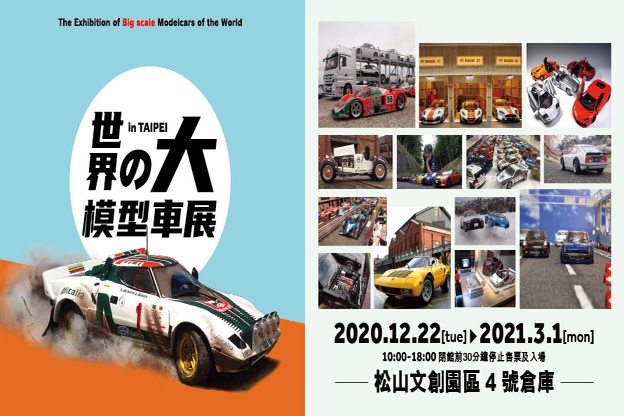 The Exhibition of Big scale Modelcars of the World
世界の大
in TAIPEI
模型車展
Alitalia
1
2020.12.22[tue]▶2021.3.1[mon]
10:00-18:00 閉館前30分鐘停止售票及入場
松山文創園區 4 號倉庫